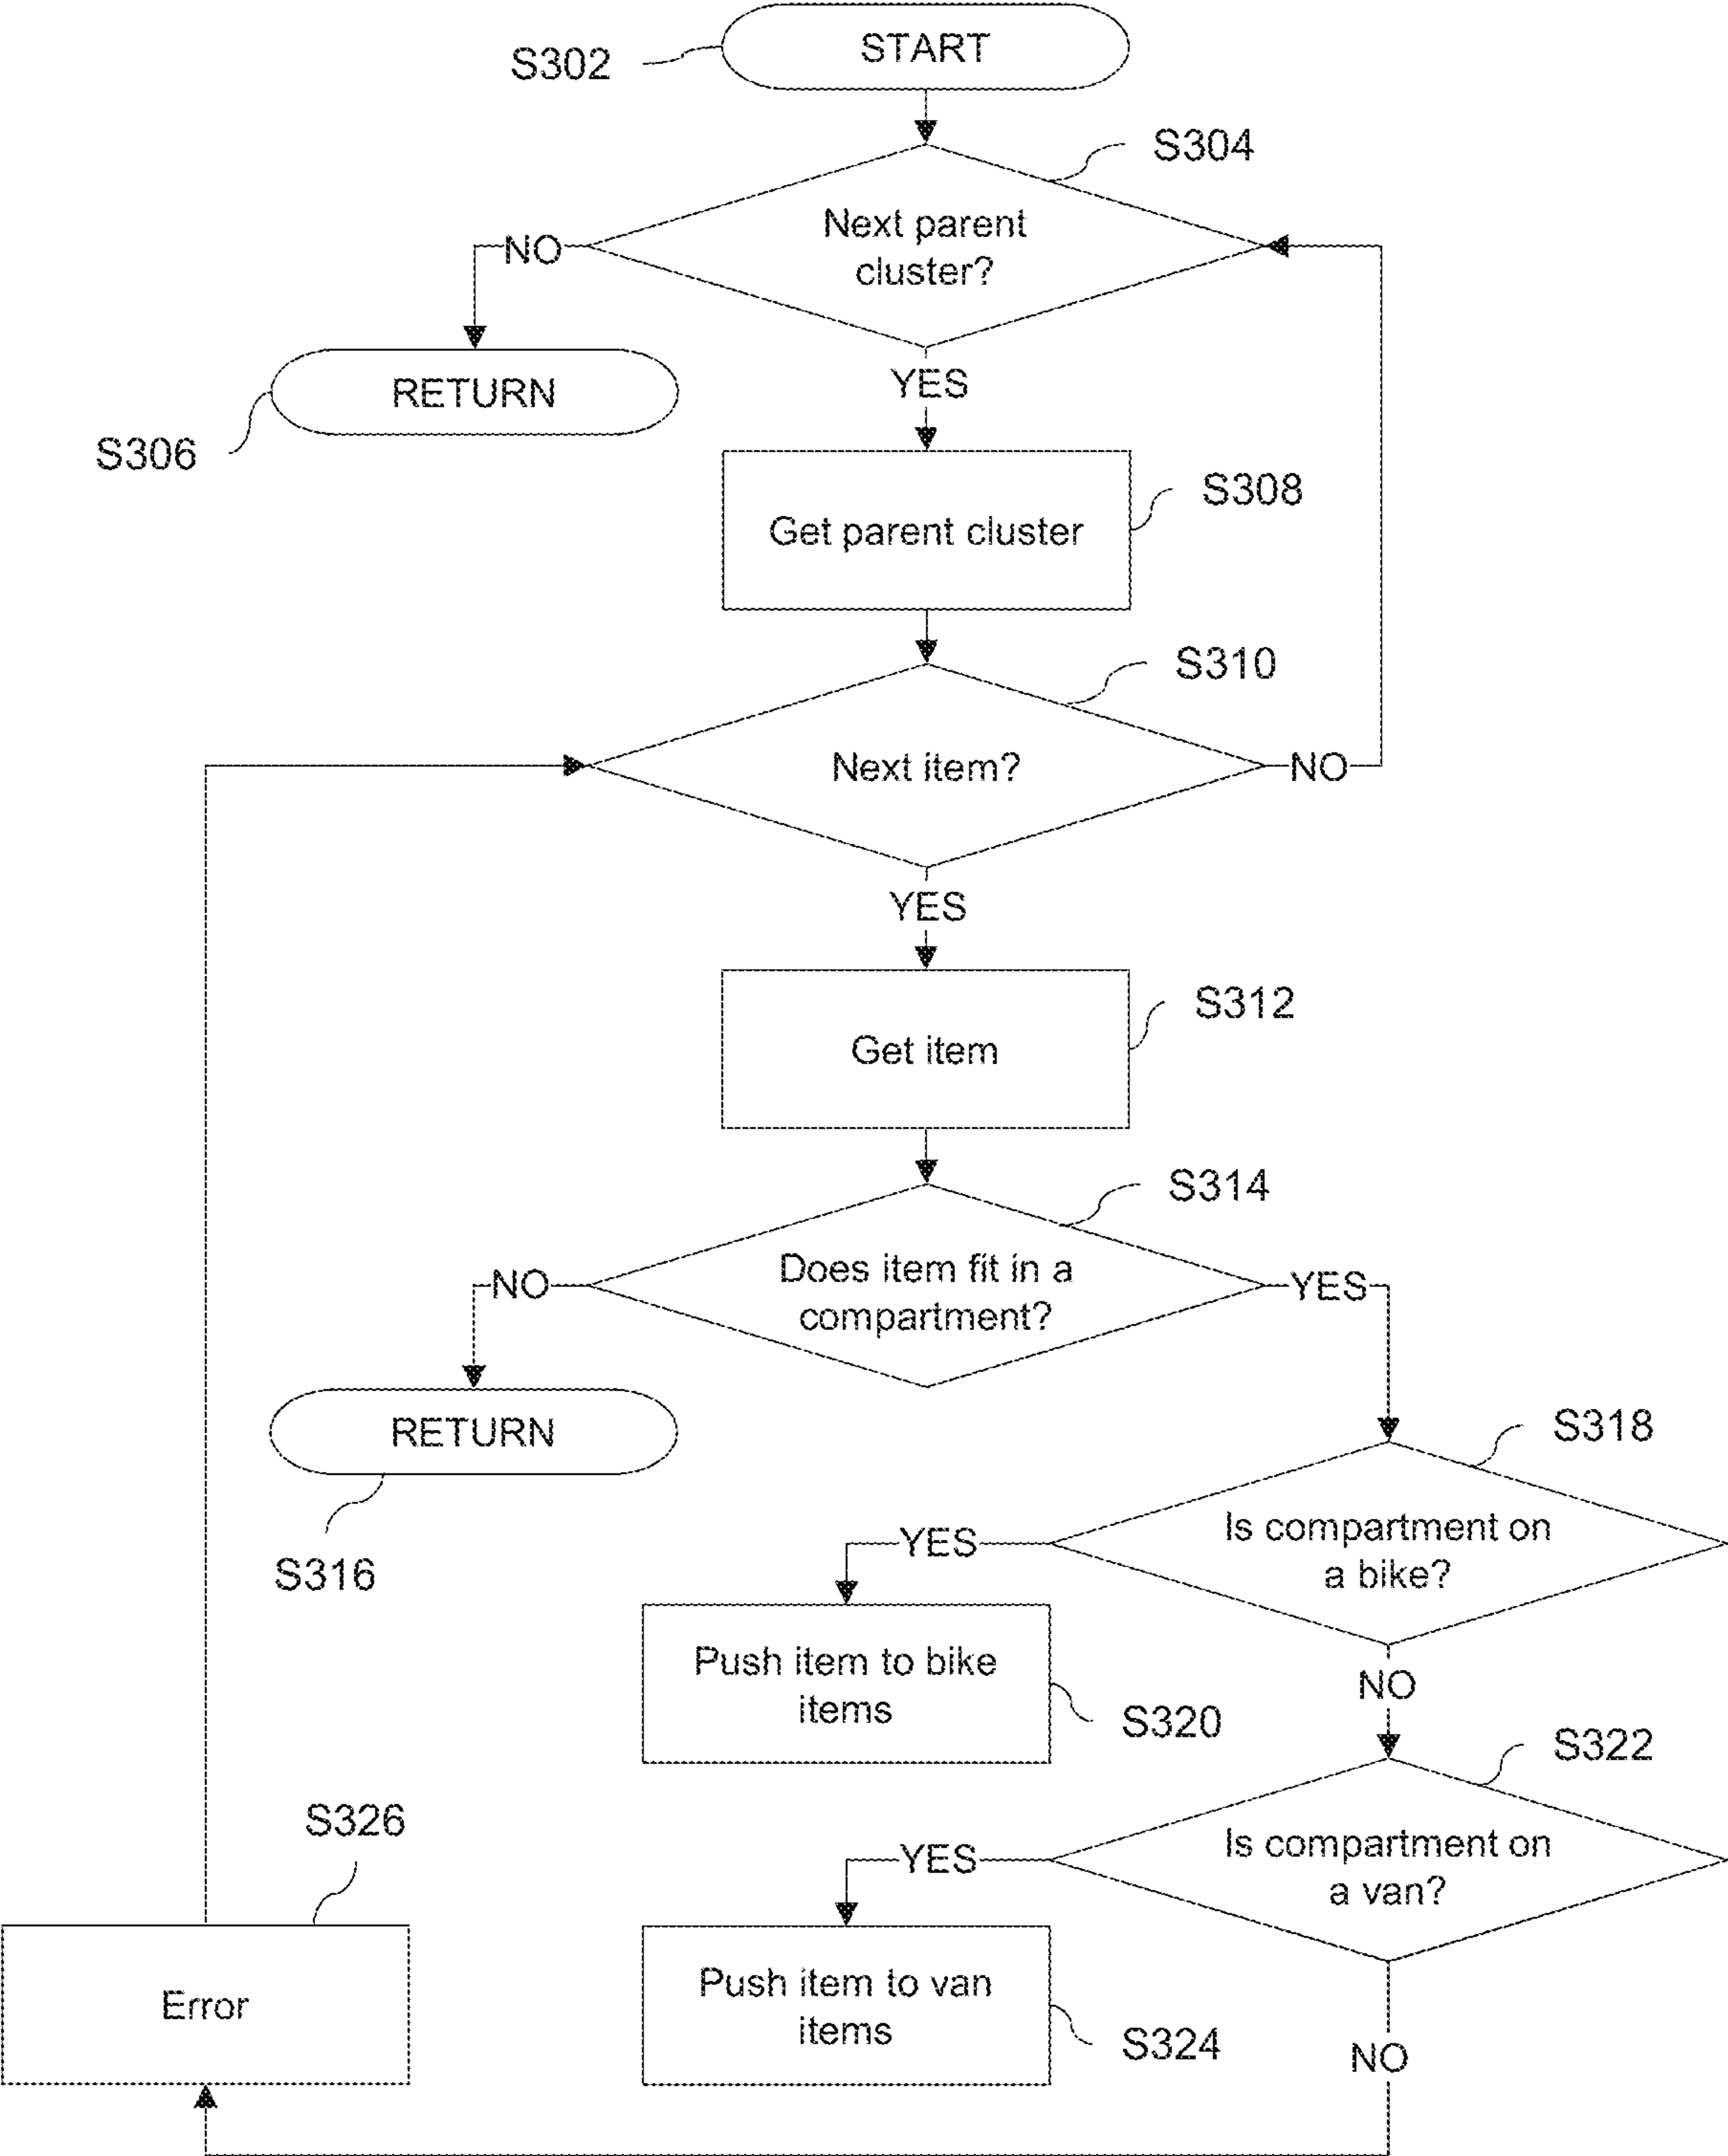 START
S302
S304
Next parent
cluster?
NO
RETURN
S306
YES
Get parent cluster
S308
S310
Next item?
NO
YES
Get item
S312
S314
Does item fit in a
compartment?
NO
YES
RETURN
S316
S318
Is compartment on
a bike?
YES
Push item to bike
items
S320
NO
S322
Is compartment on
a van?
YES
Push item to van
items
S324
NO
S326
Error